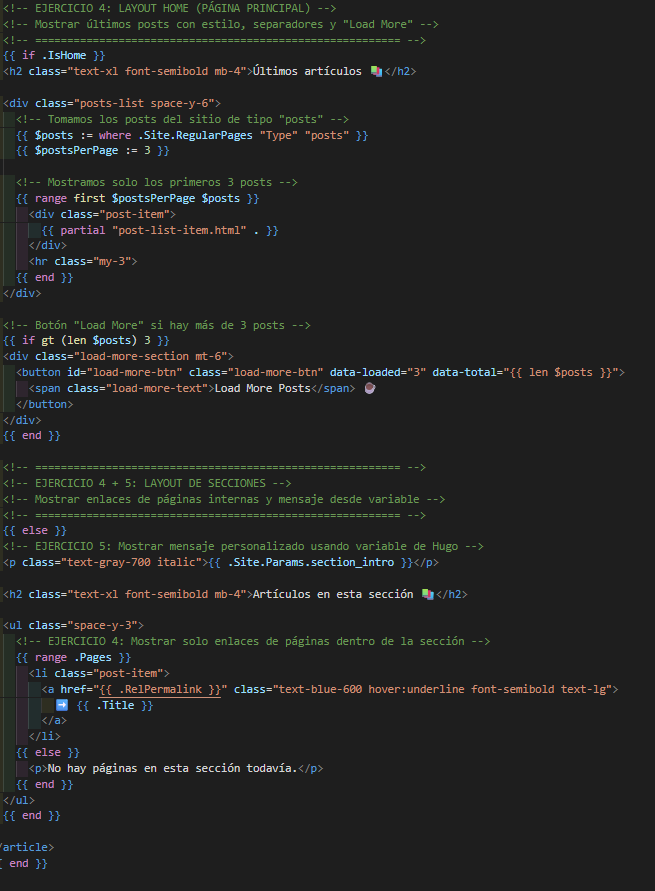 <!-- EJERCICIO 4: LAYOUT HOME (PÁGINA PRINCIPAL) -->
<!-- Mostrar últimos posts con estilo, separadores y "Load More" -->
<!-- ======================================================== -->
{{ if .IsHome }}
<h2 class="text-xl font-semibold mb-4">Últimos artículos 📚</h2>

<div class="posts-list space-y-6">
  <!-- Tomamos los posts del sitio de tipo "posts" -->
  {{ $posts := where .Site.RegularPages "Type" "posts" }}
  {{ $postsPerPage := 3 }}

  <!-- Mostramos solo los primeros 3 posts -->
  {{ range first $postsPerPage $posts }}
    <div class="post-item">
      {{ partial "post-list-item.html" . }}
    </div>
    <hr class="my-3">
  {{ end }}
</div>

<!-- Botón "Load More" si hay más de 3 posts -->
{{ if gt (len $posts) 3 }}
<div class="load-more-section mt-6">
  <button id="load-more-btn" class="load-more-btn" data-loaded="3" data-total="{{ len $posts }}">
    <span class="load-more-text">Load More Posts</span>
  </button>
</div>
{{ end }}

<!-- ======================================================== -->
<!-- EJERCICIO 4 + 5: LAYOUT DE SECCIONES -->
<!-- Mostrar enlaces de páginas internas y mensaje desde variable -->
<!-- ======================================================== -->
{{ else }}
<!-- EJERCICIO 5: Mostrar mensaje personalizado usando variable de Hugo -->
<p class="text-gray-700 italic">{{ .Site.Params.section_intro }}</p>

<h2 class="text-xl font-semibold mb-4">Artículos en esta sección 📚</h2>

<ul class="space-y-3">
  <!-- EJERCICIO 4: Mostrar solo enlaces de páginas dentro de la sección -->
  {{ range .Pages }}
    <li class="post-item">
      <a href="{{ .RelPermalink }}" class="text-blue-600 hover:underline font-semibold text-lg">
        ➡️ {{ .Title }}
      </a>
    </li>
  {{ else }}
    <p>No hay páginas en esta sección todavía.</p>
  {{ end }}
</ul>
{{ end }}

/article>
{ end }}